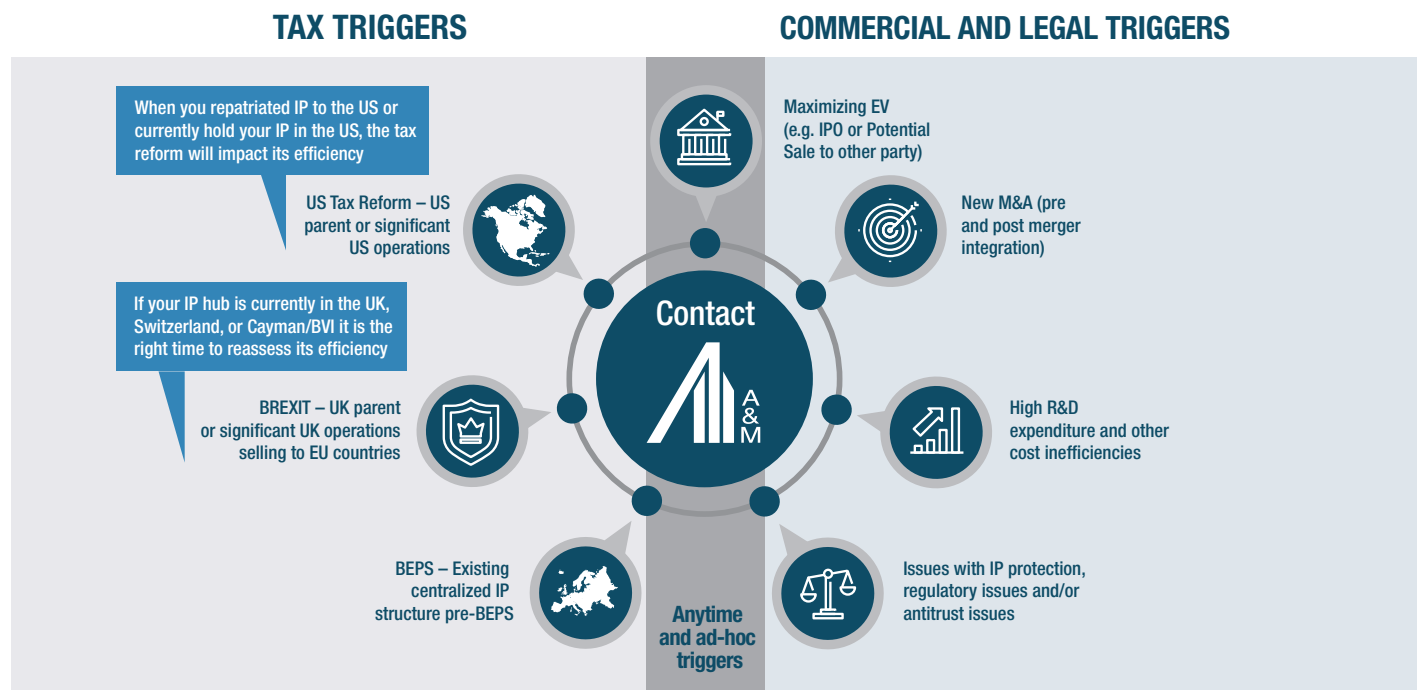 TAX TRIGGERS
COMMERCIAL AND LEGAL TRIGGERS
When you repatriated IP to the US or
currently hold your IP in the US, the tax
reform will impact its efficiency
US Tax Reform – US
parent or significant
US operations
If your IP hub is currently in the UK,
Switzerland, or Cayman/BVI it is the
right time to reassess its efficiency
BREXIT – UK parent
or significant UK operations
selling to EU countries
BEPS – Existing
centralized IP
structure pre-BEPS
Contact
A&M
Anytime
and ad-hoc
triggers
Maximizing EV
(e.g. IPO or Potential
Sale to other party)
New M&A (pre
and post merger
integration)
High R&D
expenditure and other
cost inefficiencies
Issues with IP protection,
regulatory issues and/or
antitrust issues